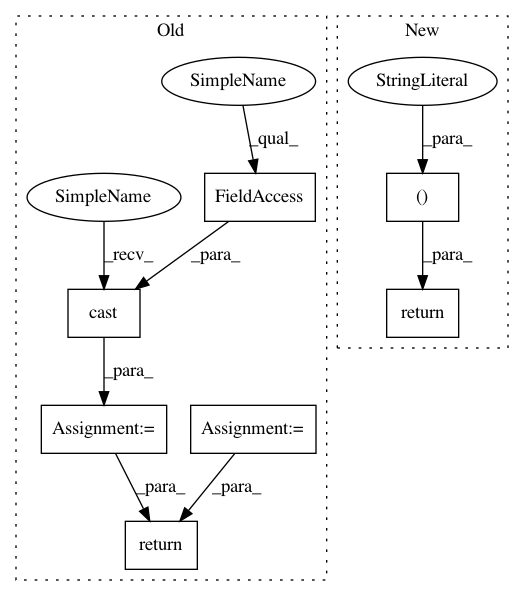 Old
New
SimpleName
StringLiteral
_qual_
_para_
SimpleName
FieldAccess
()
_recv_
_para_
_para_
cast
return
_para_
Assignment:=
Assignment:=
_para_
_para_
return